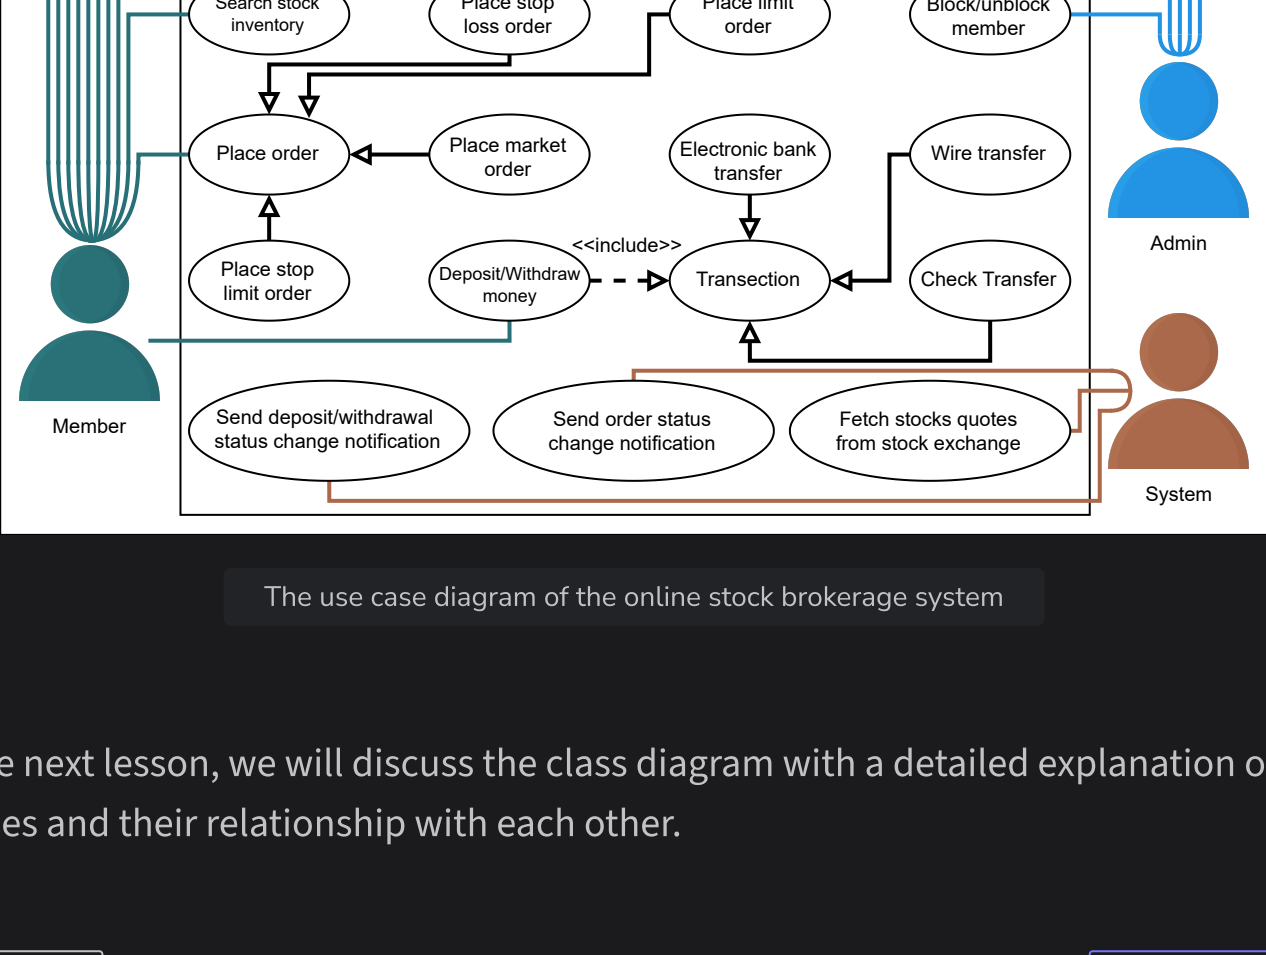 Search stock
inventory
Place stop
loss order
Place limit
order
Block/unblock
member
Place order
Place market
order
Electronic bank
transfer
Wire transfer
Admin
Place stop
limit order
Deposit/Withdraw
money
<<include>>
Transection
Check Transfer
Member
Send deposit/withdrawal
status change notification
Send order status
change notification
Fetch stocks quotes
from stock exchange
System
The use case diagram of the online stock brokerage system
e next lesson, we will discuss the class diagram with a detailed explanation o
es and their relationship with each other.